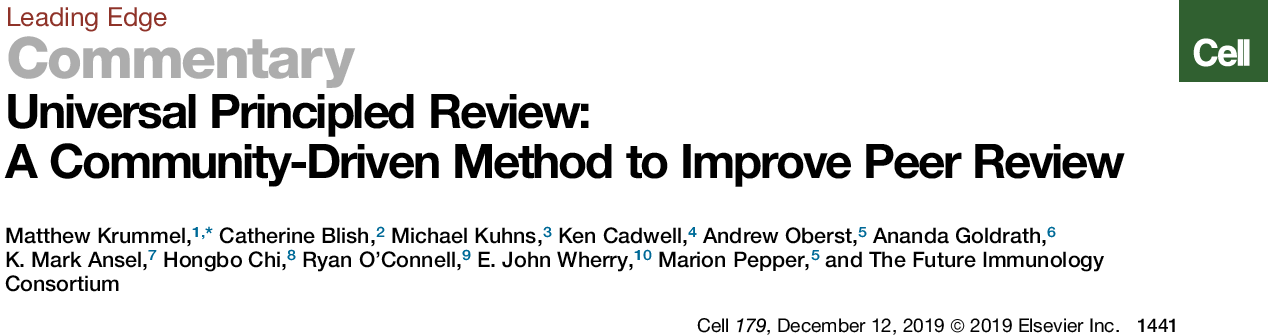 Leading Edge
Commentary
Cell
Universal Principled Review:
A Community-Driven Method to Improve Peer Review
Matthew Krummel,1,* Catherine Blish,2 Michael Kuhns,3 Ken Cadwell,4 Andrew Oberst,5 Ananda Goldrath,6
K. Mark Ansel,7 Hongbo Chi,8 Ryan O’Connell,9 E. John Wherry,10 Marion Pepper,5 and The Future Immunology
Consortium
Cell 179, December 12, 2019 © 2019 Elsevier Inc. 1441